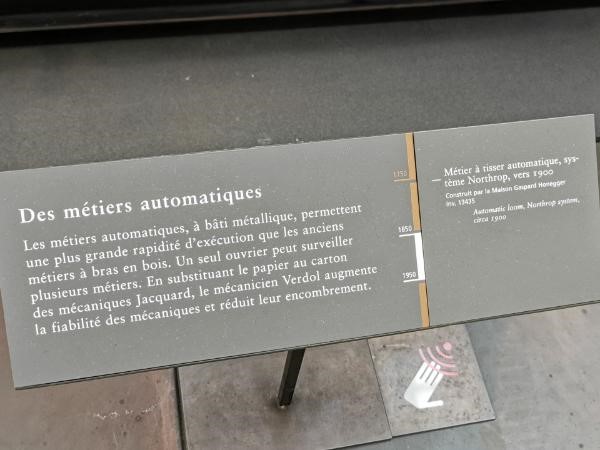 Des métiers automatiques
Les métiers automatiques, à bâti métallique, permettent
une plus grande rapidité d'exécution que les anciens
métiers à bras en bois. Un seul ouvrier peut surveiller
plusieurs métiers. En substituant le papier au carton
des mécaniques Jacquard, le mécanicien Verdol augmente
la fiabilité des mécaniques et réduit leur encombrement.
1750
1850
1950
Métier à tisser automatique, sys-
tème Northrop, vers 1900
Construit par la Maison Gaspard Honegger
Inv. 13435
Automatic loom, Northrop system,
circa 1900